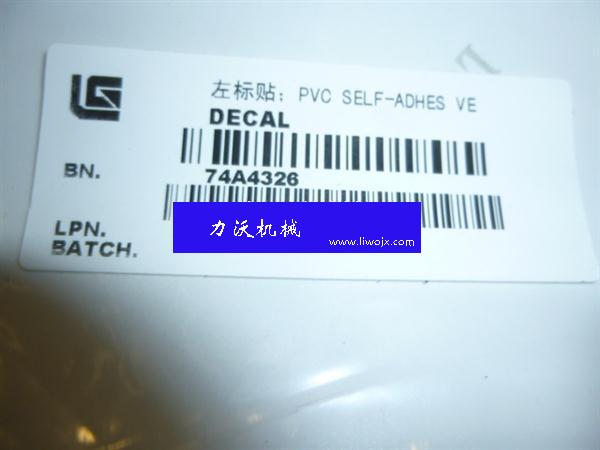 左标贴: PVC SELF-ADHES VE
DECAL
BN.
74A4326
LPN.
BATCH.
力沃机械
www.liwojx.com